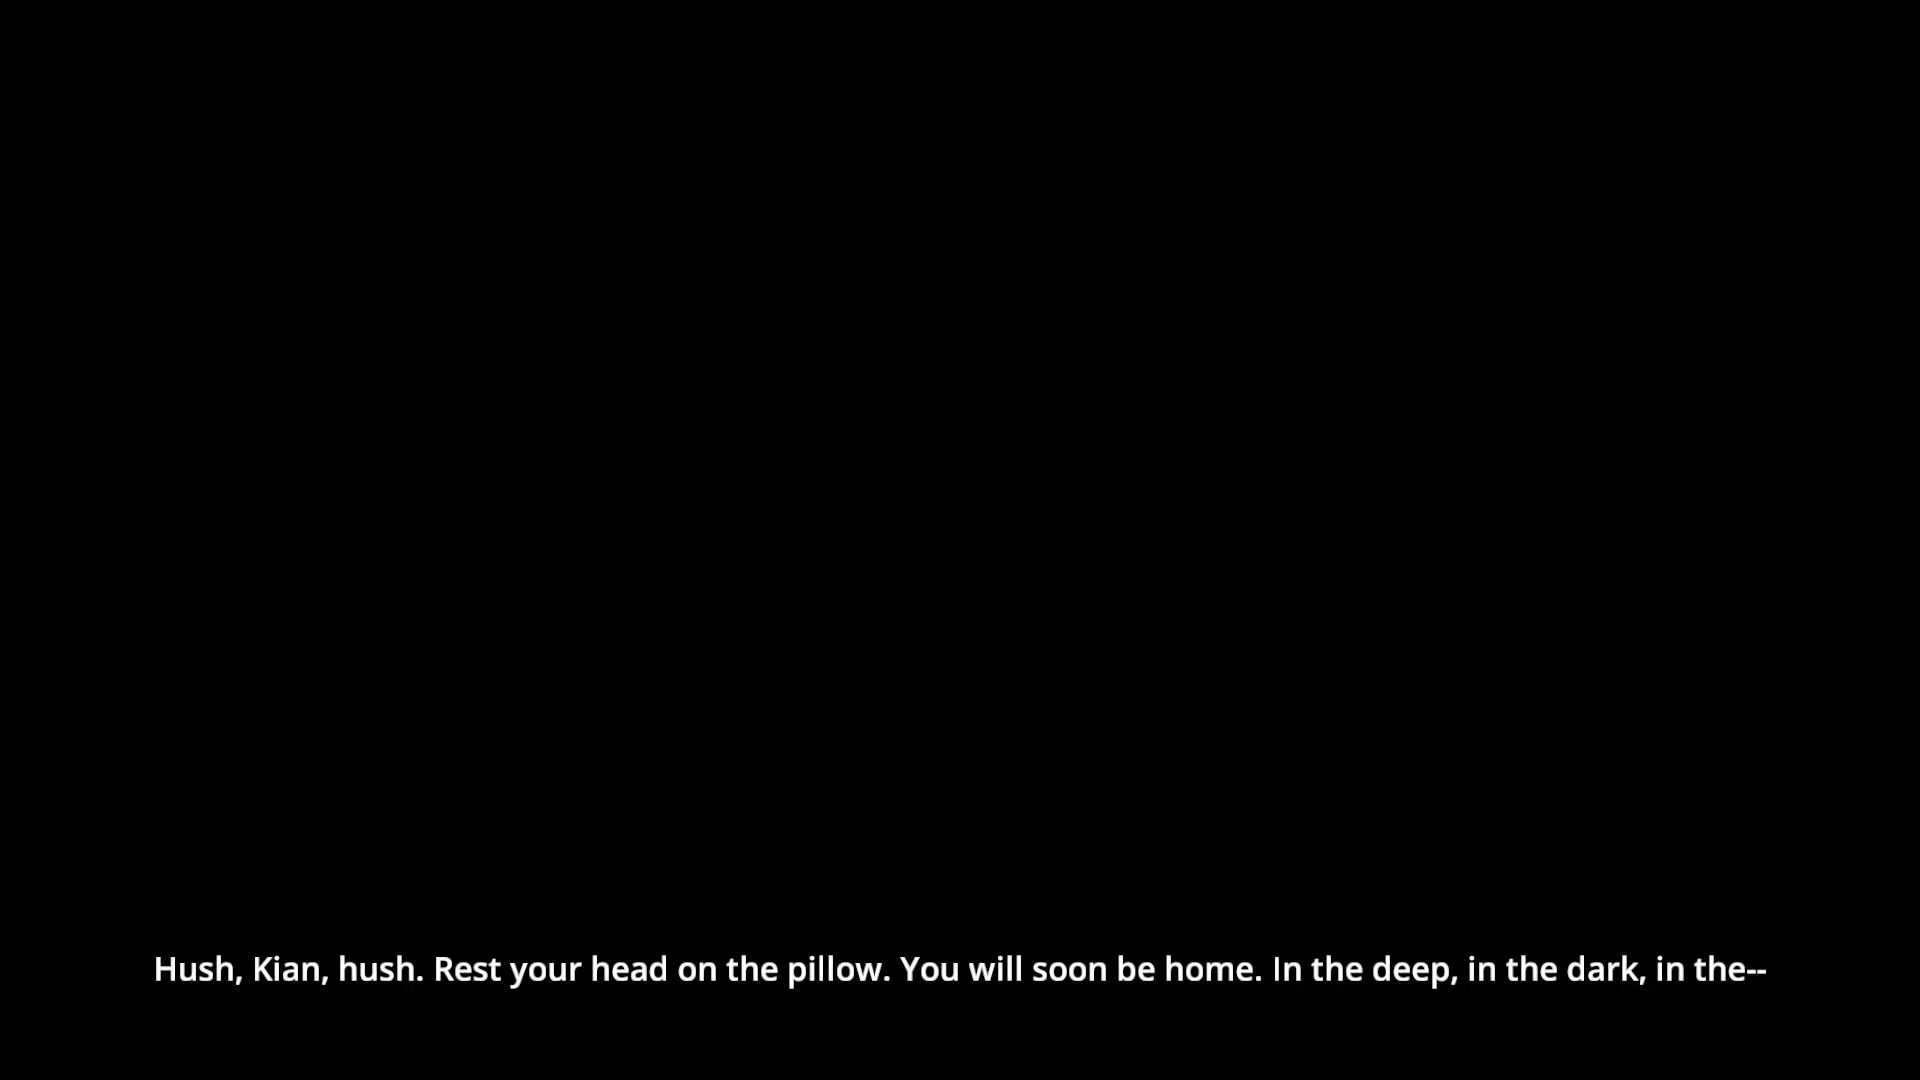 Hush, Kian, hush. Rest your head on the pillow. You will soon be home. In the deep, in the dark, in the--